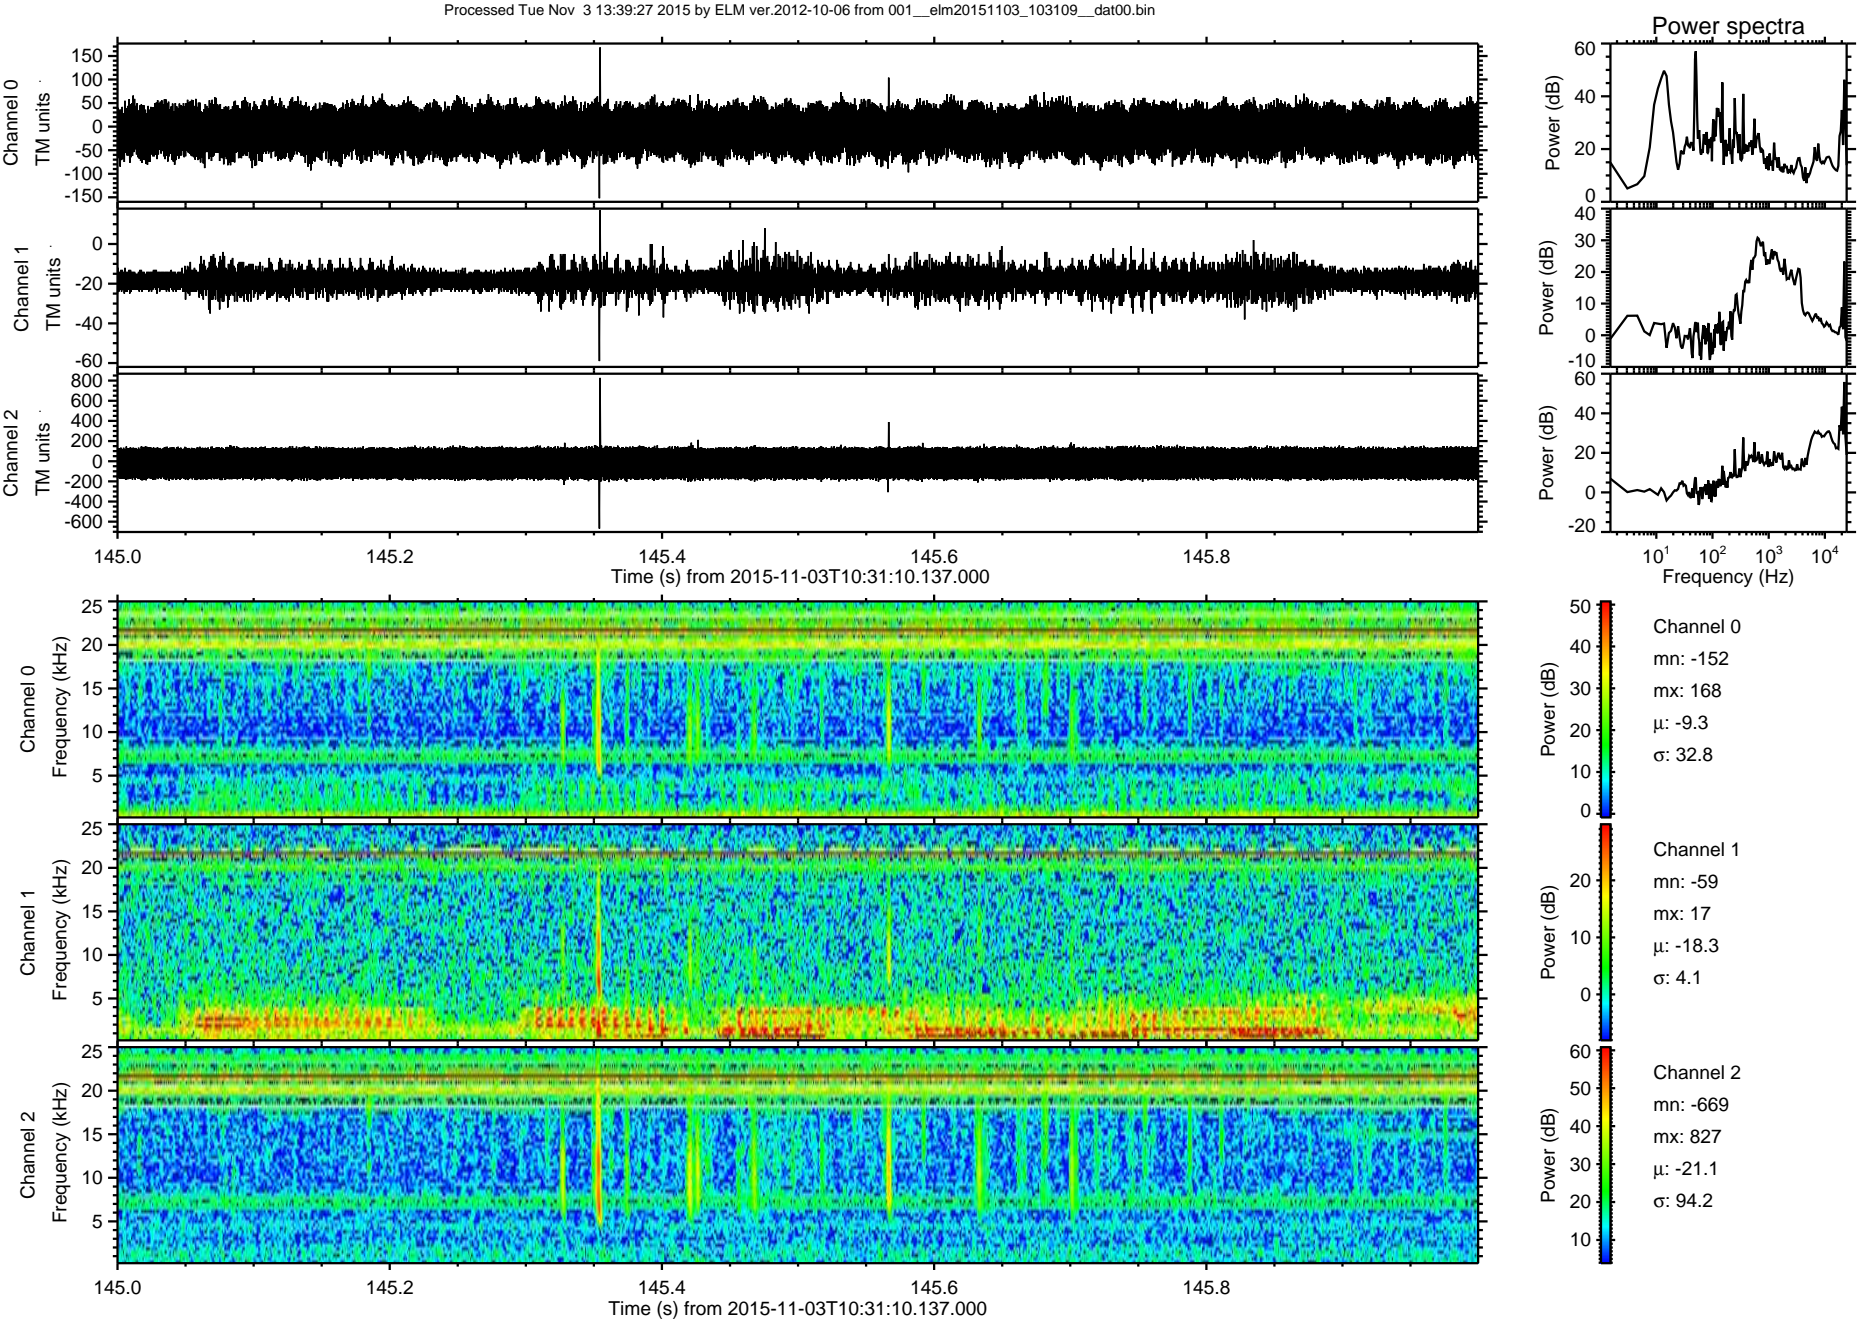 Processed Tue Nov  3 13:39:27 2015 by ELM ver.2012-10-06 from 001__elm20151103_103109__dat00.bin
Power spectra
Channel 0
TM units
150
100
50
0
-50
-100
-150
Power (dB)
60
40
20
0
Channel 1
TM units
0
-20
-40
-60
Power (dB)
40
30
20
10
0
-10
Channel 2
TM units
800
600
400
200
0
-200
-400
-600
Power (dB)
60
40
20
0
-20
145.0 145.2 145.4 145.6 145.8
Time (s) from 2015-11-03T10:31:10.137.000
10^1 10^2 10^3 10^4
Frequency (Hz)
Channel 0
Frequency (kHz)
25
20
15
10
5
Power (dB)
50
40
30
20
10
0
Channel 0
mn: -152
mx: 168
μ: -9.3
σ: 32.8
Channel 1
Frequency (kHz)
25
20
15
10
5
Power (dB)
20
10
0
Channel 1
mn: -59
mx: 17
μ: -18.3
σ: 4.1
Channel 2
Frequency (kHz)
25
20
15
10
5
Power (dB)
60
50
40
30
20
10
Channel 2
mn: -669
mx: 827
μ: -21.1
σ: 94.2
145.0 145.2 145.4 145.6 145.8
Time (s) from 2015-11-03T10:31:10.137.000